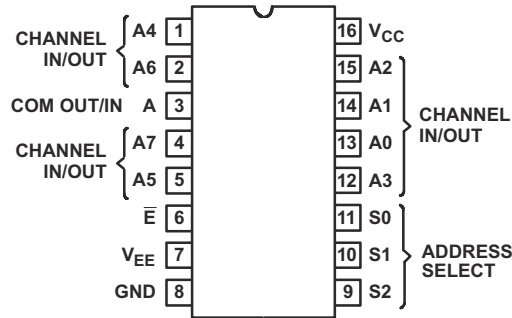 CHANNEL IN/OUT
A4 1
A6 2
COM OUT/IN A 3
CHANNEL IN/OUT
A7 4
A5 5
E̅ 6
VEE 7
GND 8
16 VCC
15 A2
14 A1
13 A0
12 A3
CHANNEL IN/OUT
11 S0
10 S1
9 S2
ADDRESS SELECT